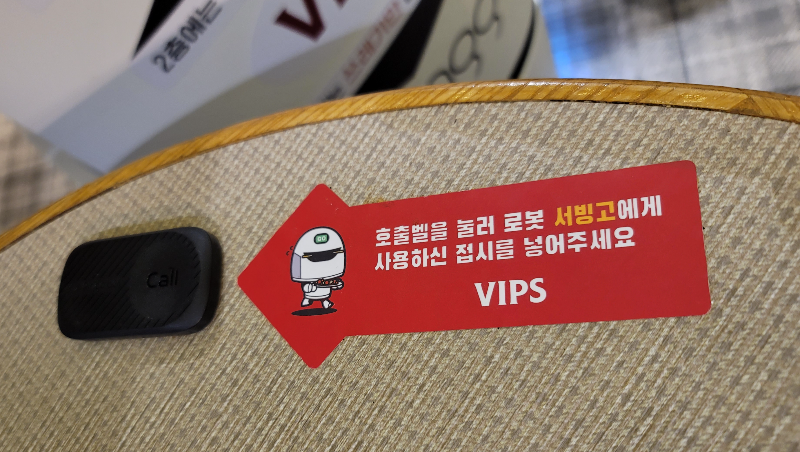 2층에는
호출벨을 눌러 로봇 서빙고에게
사용하신 접시를 넣어주세요
VIPS
Call